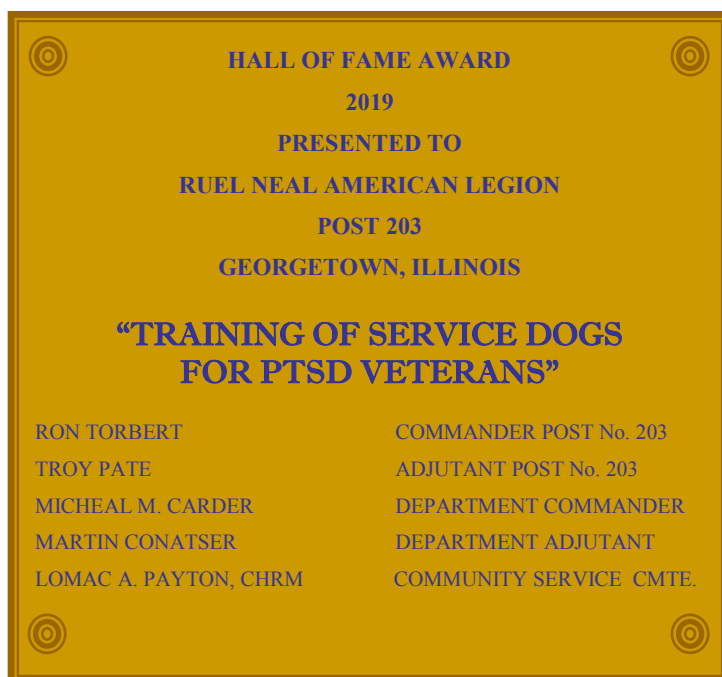 HALL OF FAME AWARD
2019
PRESENTED TO
RUEL NEAL AMERICAN LEGION
POST 203
GEORGETOWN, ILLINOIS
“TRAINING OF SERVICE DOGS
FOR PTSD VETERANS”
RON TORBERT COMMANDER POST No. 203
TROY PATE ADJUTANT POST No. 203
MICHEAL M. CARDER DEPARTMENT COMMANDER
MARTIN CONATSER DEPARTMENT ADJUTANT
LOMAC A. PAYTON, CHRM COMMUNITY SERVICE CMTE.